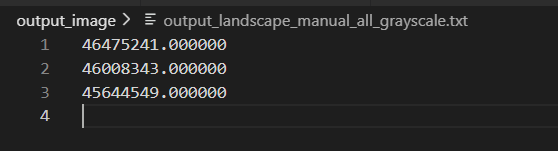 output_image > output_landscape_manual_all_grayscale.txt
1 46475241.000000
2 46008343.000000
3 45644549.000000
4